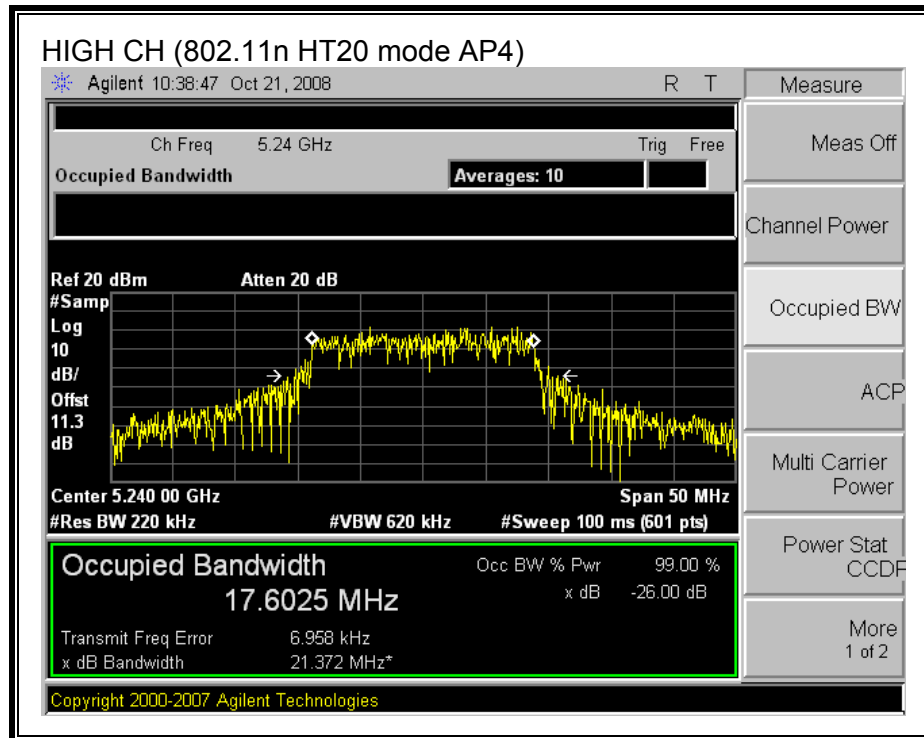 HIGH CH (802.11n HT20 mode AP4)
Agilent 10:38:47 Oct 21, 2008 R T
Measure
Ch Freq 5.24 GHz Trig Free
Meas Off
Occupied Bandwidth Averages: 10
Channel Power
Ref 20 dBm Atten 20 dB
#Samp
Log
10
dB/
Offst
11.3
dB
Occupied BW
ACP
Multi Carrier
Power
Center 5.240 00 GHz Span 50 MHz
#Res BW 220 kHz #VBW 620 kHz #Sweep 100 ms (601 pts)
Power Stat
CCDF
Occupied Bandwidth Occ BW % Pwr 99.00 %
17.6025 MHz x dB -26.00 dB
Transmit Freq Error 6.958 kHz
x dB Bandwidth 21.372 MHz*
More
1 of 2
Copyright 2000-2007 Agilent Technologies